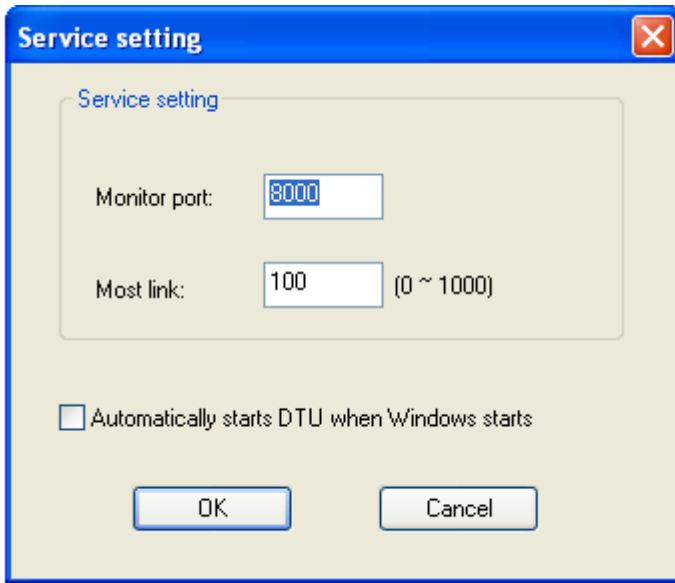 Service setting
Service setting
Monitor port: 8000
Most link: 100 (0 ~ 1000)
Automatically starts DTU when Windows starts
OK Cancel